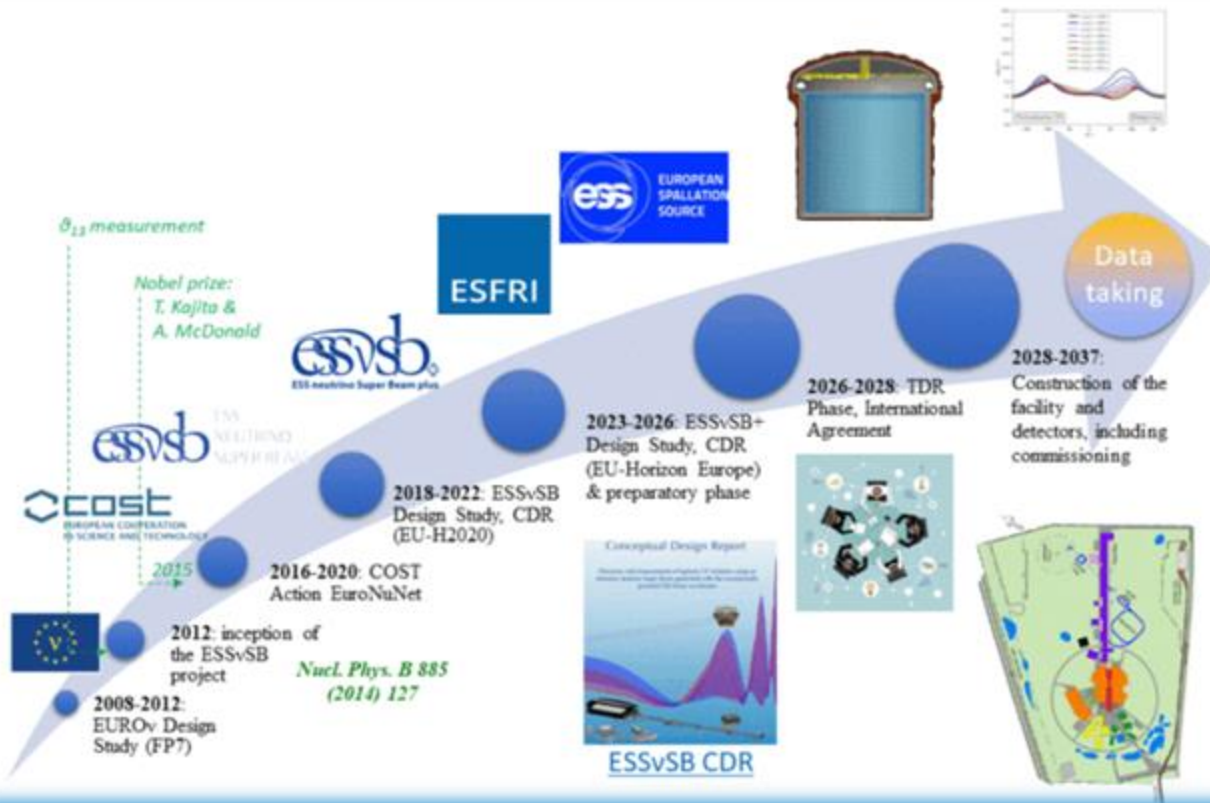 ϑ13 measurement
Nobel prize:
T. Kajita &
A. McDonald
2015
cost
EUROPEAN COOPERATION
IN SCIENCE AND TECHNOLOGY
essνsb
ESS
NEUTRINO
essνsb
ESS neutrino Super Beam plus
ESFRI
ess
EUROPEAN
SPALLATION
SOURCE
ν
2008-2012:
EUROν Design
Study (FP7)
2012: inception of
the ESSνSB
project
Nucl. Phys. B 885
(2014) 127
2016-2020: COST
Action EuroNuNet
2018-2022: ESSνSB
Design Study, CDR
(EU-H2020)
2023-2026: ESSνSB+
Design Study, CDR
(EU-Horizon Europe)
& preparatory phase
Conceptual Design Report
ESSνSB CDR
2026-2028: TDR
Phase, International
Agreement
Data
taking
2028-2037:
Construction of the
facility and
detectors, including
commissioning